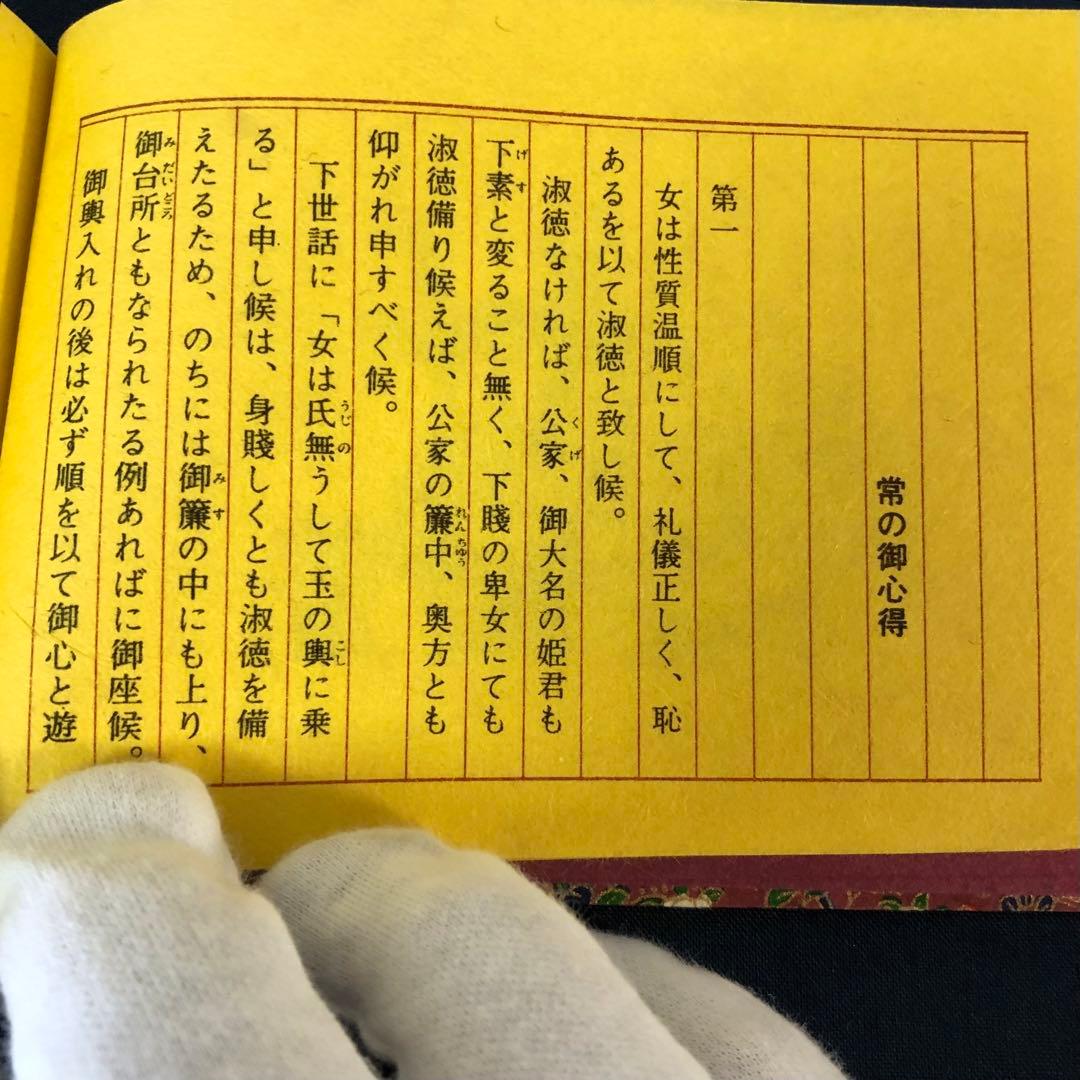 常の御心得
第一
女は性質温順にして、礼儀正しく、恥
あるを以て淑徳と致し候。
淑徳なければ、公家、御大名の姫君も
下素と変ること無く、下賤の卑女にても
淑徳備り候えば、公家の簾中、奥方とも
仰がれ申すべく候。
下世話に「女は氏無うして玉の輿に乗
る」と申し候は、身賤しくとも淑徳を備
えたるため、のちには御簾の中にも上り、
御台所ともなられたる例あればに御座候。
御輿入れの後は必ず順を以て御心と遊